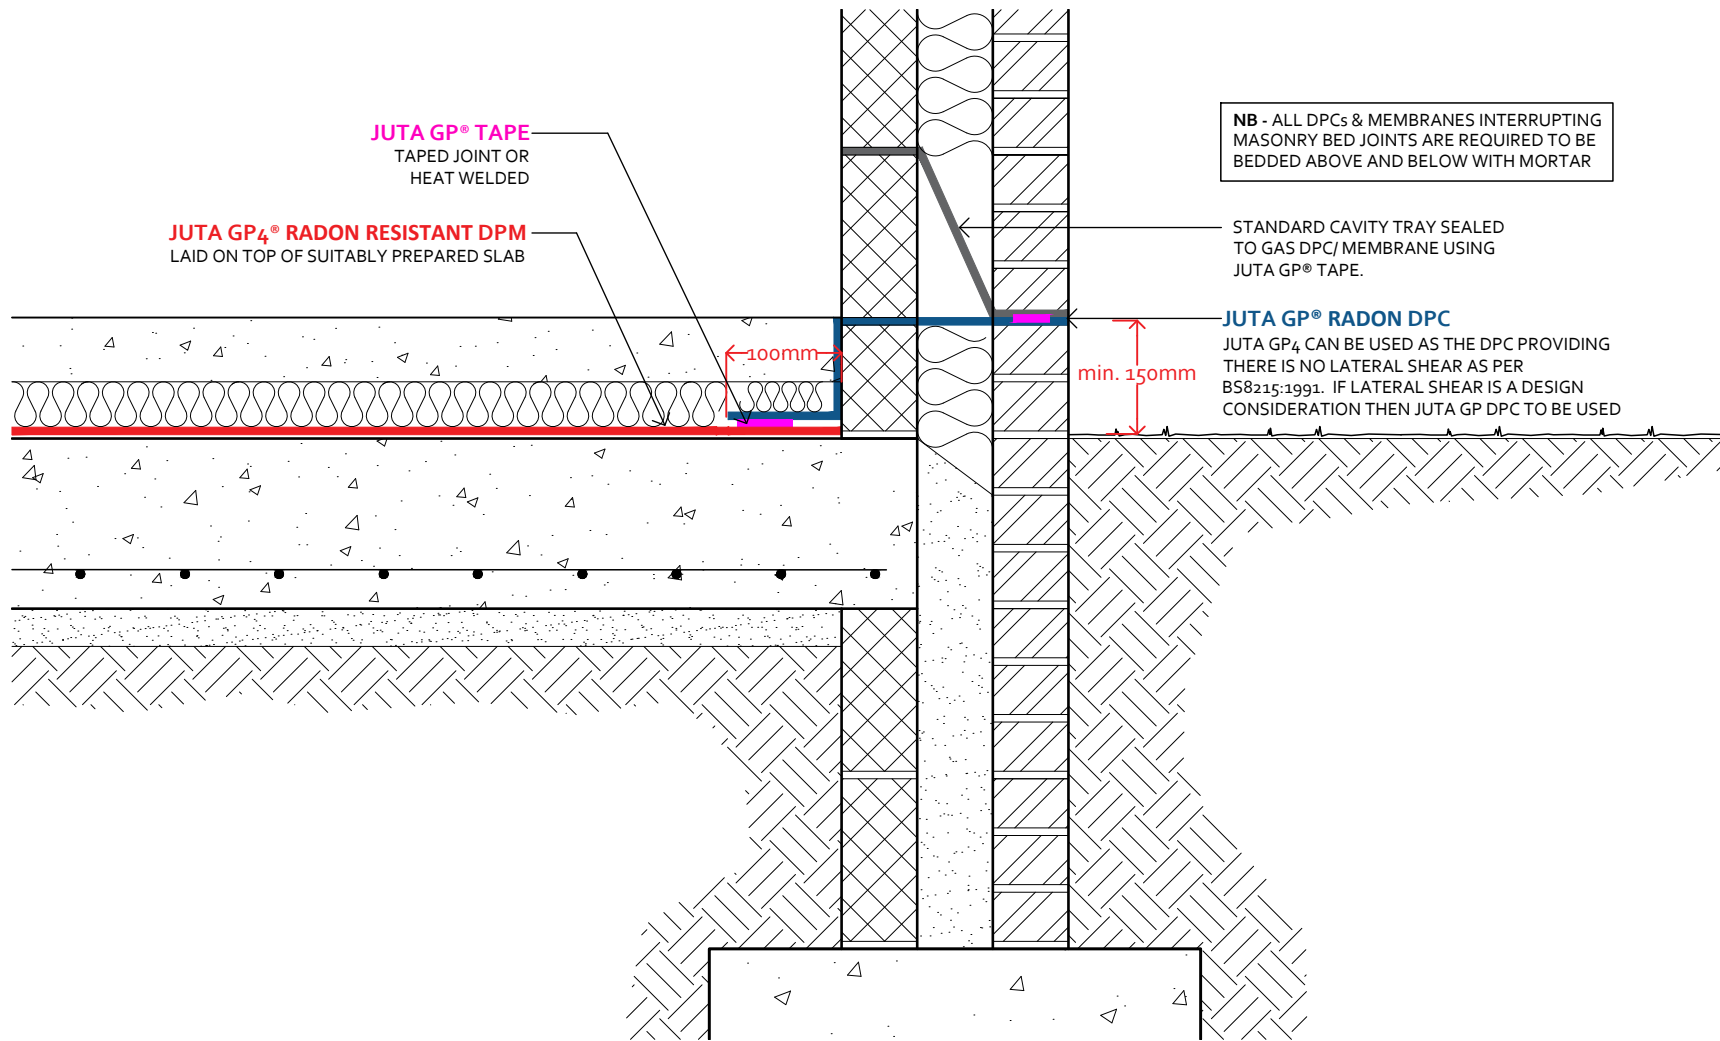 JUTA GP® TAPE
TAPED JOINT OR
HEAT WELDED
JUTA GP4® RADON RESISTANT DPM
LAID ON TOP OF SUITABLY PREPARED SLAB
100mm
NB - ALL DPCs & MEMBRANES INTERRUPTING
MASONRY BED JOINTS ARE REQUIRED TO BE
BEDDED ABOVE AND BELOW WITH MORTAR
STANDARD CAVITY TRAY SEALED
TO GAS DPC/ MEMBRANE USING
JUTA GP® TAPE.
JUTA GP® RADON DPC
JUTA GP4 CAN BE USED AS THE DPC PROVIDING
THERE IS NO LATERAL SHEAR AS PER
BS8215:1991. IF LATERAL SHEAR IS A DESIGN
CONSIDERATION THEN JUTA GP DPC TO BE USED
min. 150mm